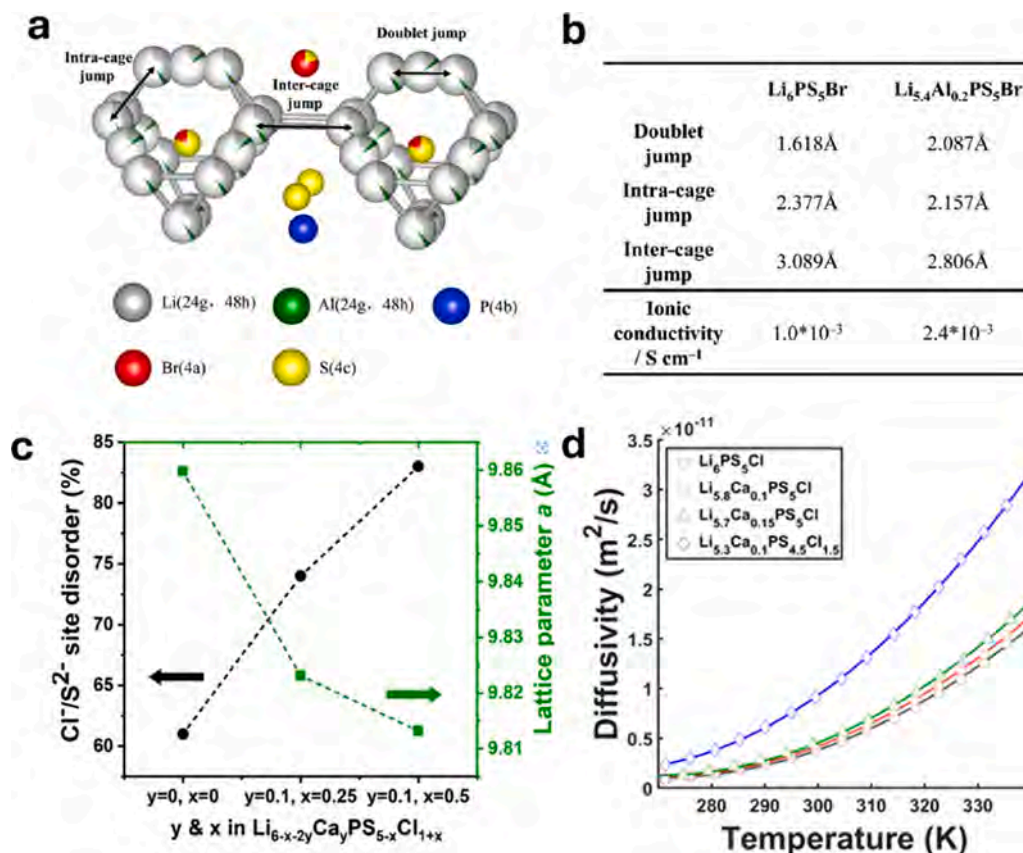 a
Intra-cage
jump
Inter-cage
jump
Doublet jump
Li(24g, 48h)
Al(24g, 48h)
P(4b)
Br(4a)
S(4c)
b
Li₆PS₅Br
Li₅.₄Al₀.₂PS₅Br
Doublet
jump
1.618Å
2.087Å
Intra-cage
jump
2.377Å
2.157Å
Inter-cage
jump
3.089Å
2.806Å
Ionic
conductivity
/ S cm⁻¹
1.0*10⁻³
2.4*10⁻³
c
Cl⁻/S²⁻ site disorder (%)
85
80
75
70
65
60
9.86
9.85
9.84
9.83
9.82
9.81
Lattice parameter a (Å)
y=0, x=0
y=0.1, x=0.25
y=0.1, x=0.5
y & x in Li₆₋ₓ₋₂ᵧCaᵧPS₅₋ₓCl₁₊ₓ
d
×10⁻¹¹
Diffusivity (m²/s)
3.5
3
2.5
2
1.5
1
0.5
0
Li₆PS₅Cl
Li₅.₈Ca₀.₁PS₅Cl
Li₅.₇Ca₀.₁₅PS₅Cl
Li₅.₃Ca₀.₁PS₄.₅Cl₁.₅
280
290
300
310
320
330
Temperature (K)